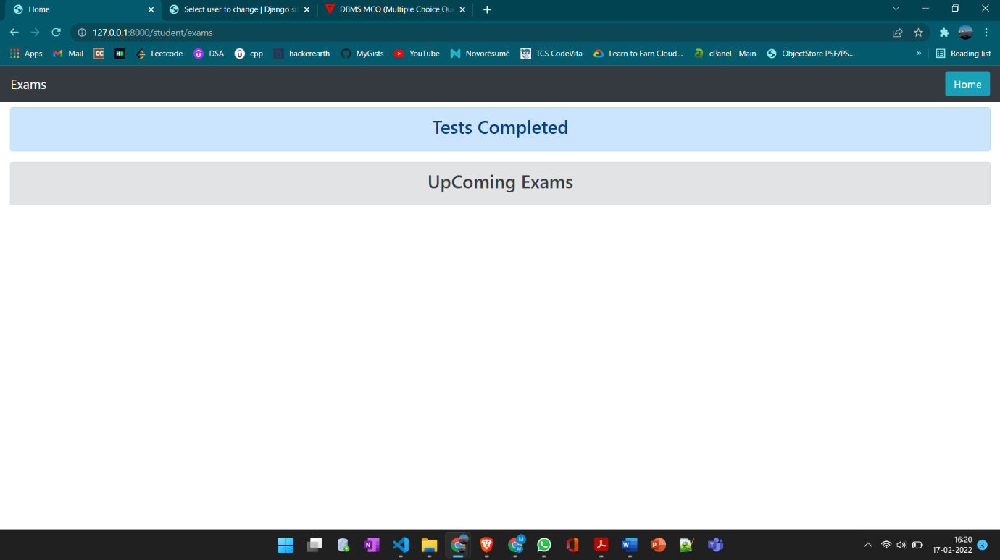 Home
Select user to change | Django si
DBMS MCQ (Multiple Choice Qu
127.0.0.1:8000/student/exams
Apps Mail CC Leetcode DSA cpp hackerearth MyGists YouTube Novorésumé TCS CodeVita Learn to Earn Cloud... cPanel - Main ObjectStore PSE/PS... » Reading list
Exams
Home
Tests Completed
UpComing Exams
16:20
17-02-2022
3